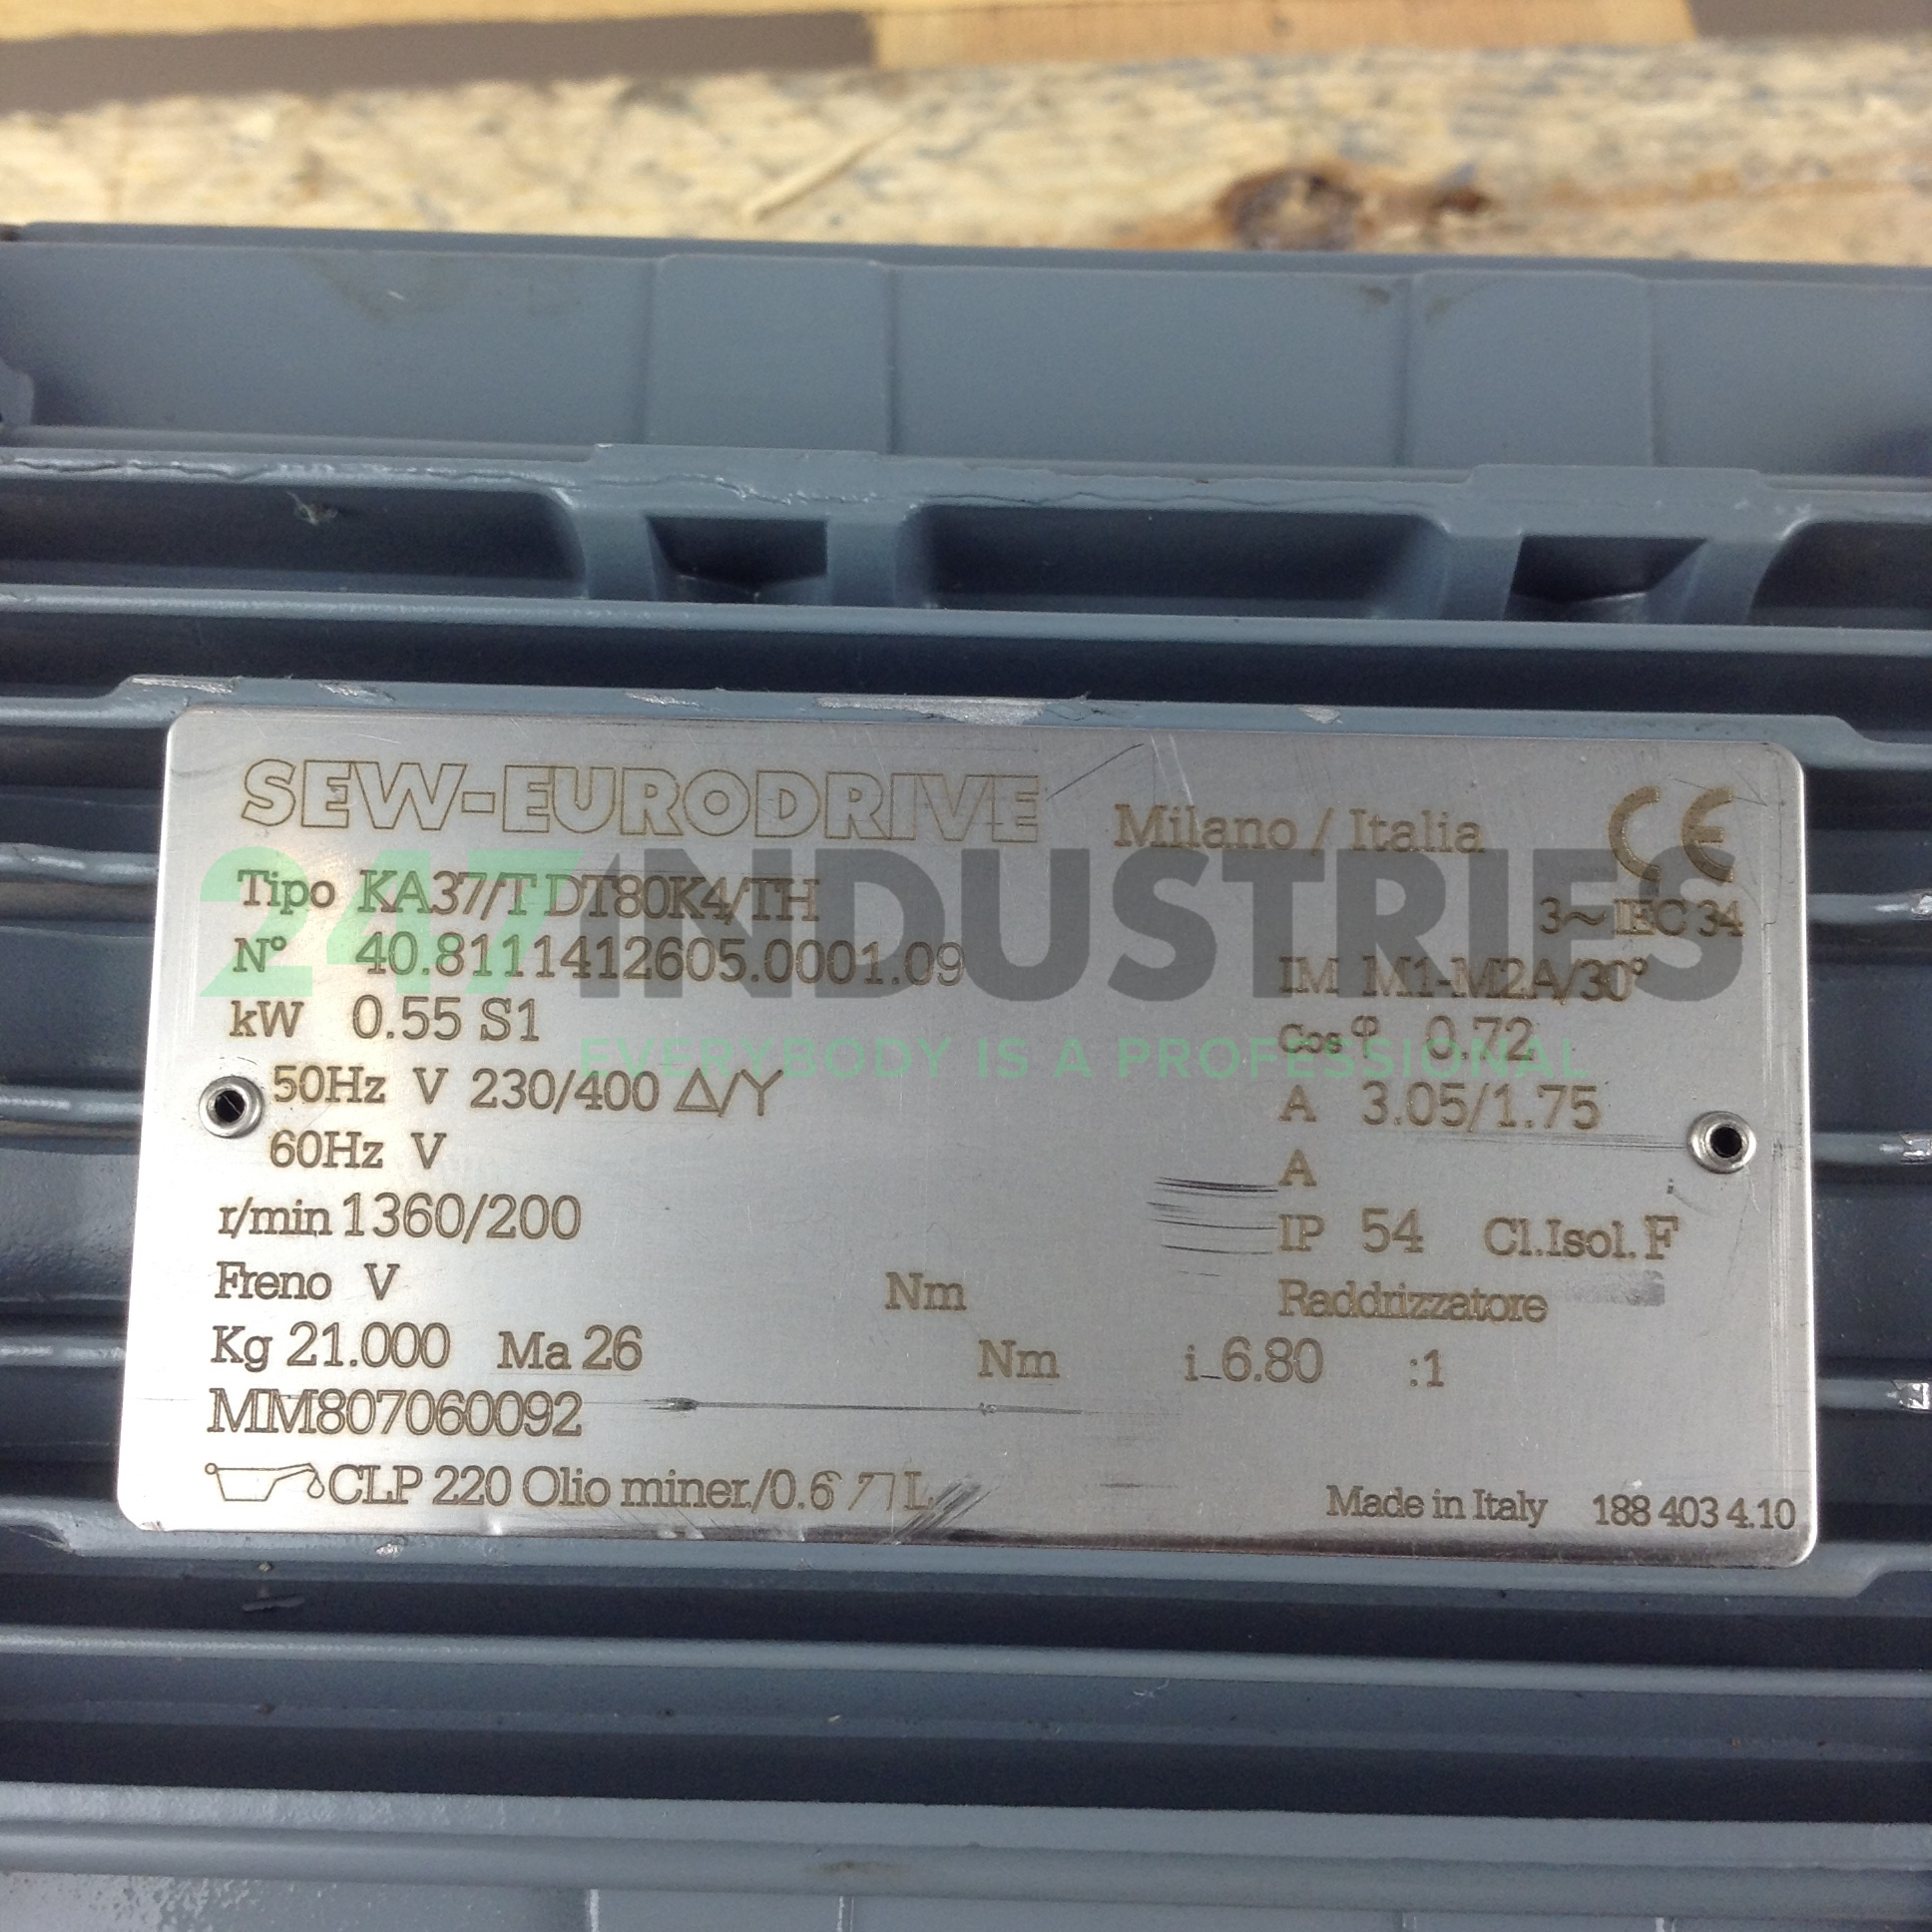 SEW-EURODRIVE Milano / Italia CE
Tipo KA37/T DT80K4/TH 3~IEC 34
N° 40.8111412605.0001.09 IM M1-M2A/30°
kW 0.55 S1 Cos φ 0.72
50Hz V 230/400 Δ/Y A 3.05/1.75
60Hz V A
r/min 1360/200 IP 54 Cl.Isol. F
Freno V Nm Raddrizzatore
Kg 21.000 Ma 26 Nm i 6.80 :1
MM807060092
CLP 220 Olio miner./0.6 L
Made in Italy 188 403 4.10
247 INDUSTRIES
EVERYBODY IS A PROFESSIONAL